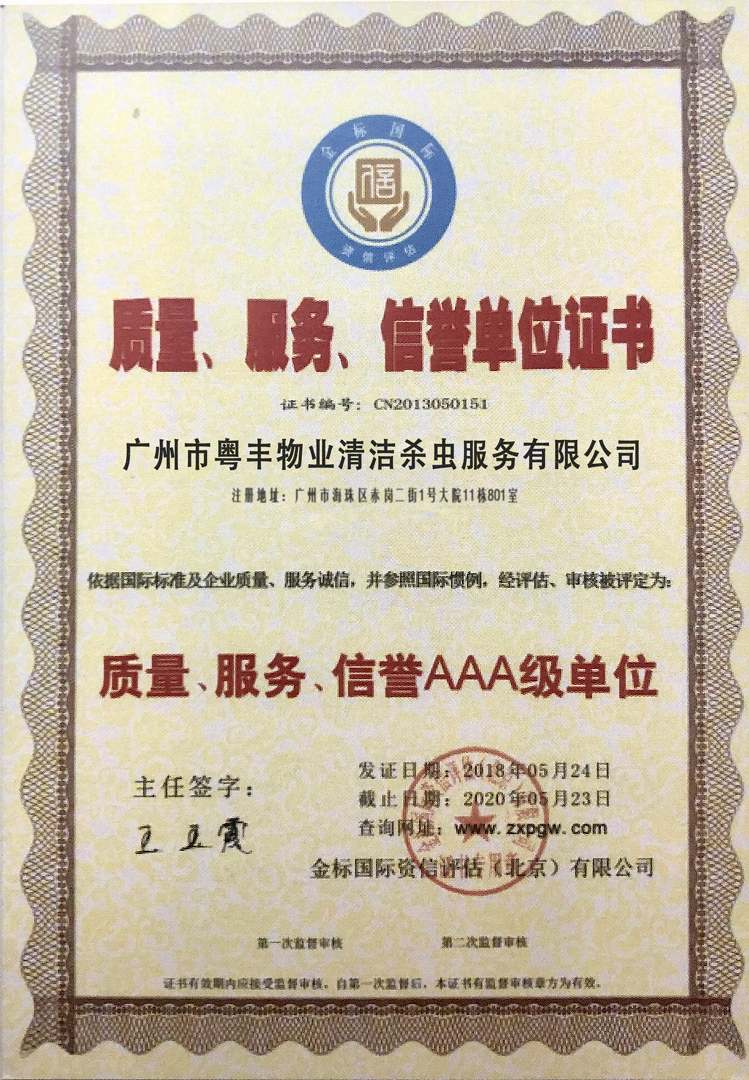 金标国际
信
资信评估
质量、服务、信誉单位证书
证书编号：CN2013050151
广州市粤丰物业清洁杀虫服务有限公司
注册地址：广州市海珠区赤岗二街1号大院11栋801室
依据国际标准及企业质量、服务诚信，并参照国际惯例，经评估、审核被评定为：
质量、服务、信誉AAA级单位
主任签字：
发证日期：2018年05月24日
截止日期：2020年05月23日
查询网址：www.zxpgw.com
金标国际资信评估（北京）有限公司
第一次监督审核 第二次监督审核
证书有效期内应接受监督审核。自第一次监督后，本证书有监督审核章方为有效。